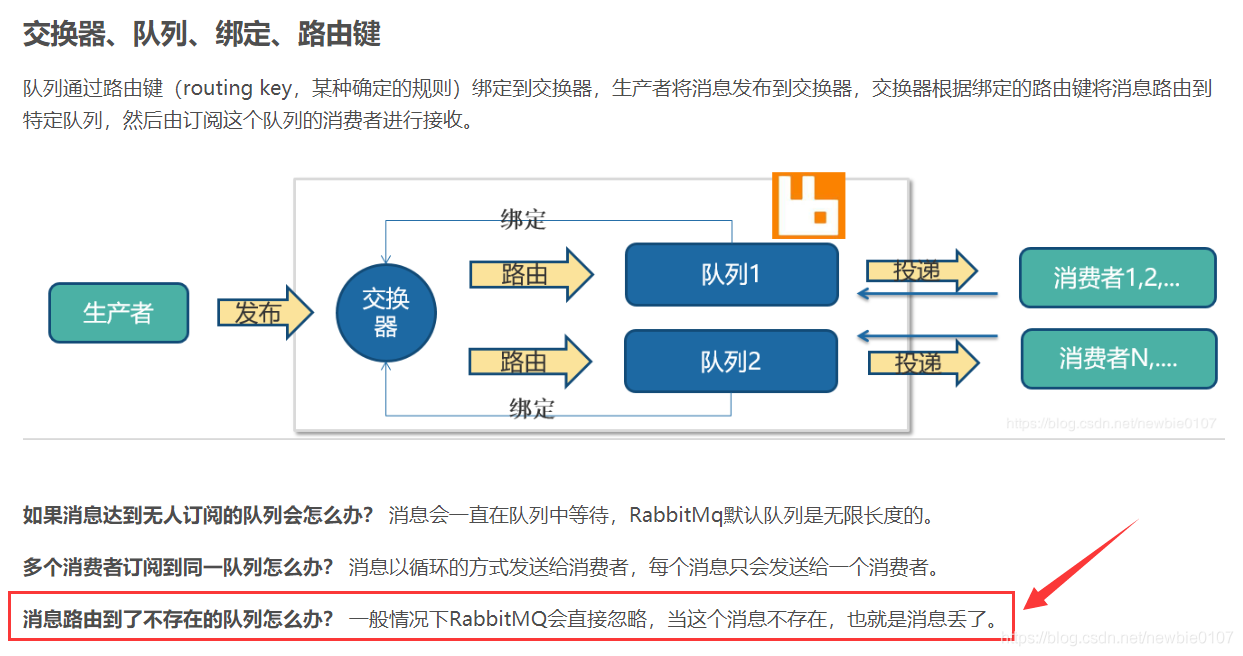 交换器、队列、绑定、路由键
队列通过路由键（routing key，某种确定的规则）绑定到交换器，生产者将消息发布到交换器，交换器根据绑定的路由键将消息路由到
特定队列，然后由订阅这个队列的消费者进行接收。
绑定
生产者
发布
交换
器
路由
队列1
投递
消费者1,2,...
路由
队列2
投递
消费者N,....
绑定
https://blog.csdn.net/newbie0107
如果消息达到无人订阅的队列会怎么办？ 消息会一直在队列中等待，RabbitMq默认队列是无限长度的。
多个消费者订阅到同一队列怎么办？ 消息以循环的方式发送给消费者，每个消息只会发送给一个消费者。
消息路由到了不存在的队列怎么办？ 一般情况下RabbitMQ会直接忽略，当这个消息不存在，也就是消息丢了。
https://blog.csdn.net/newbie0107